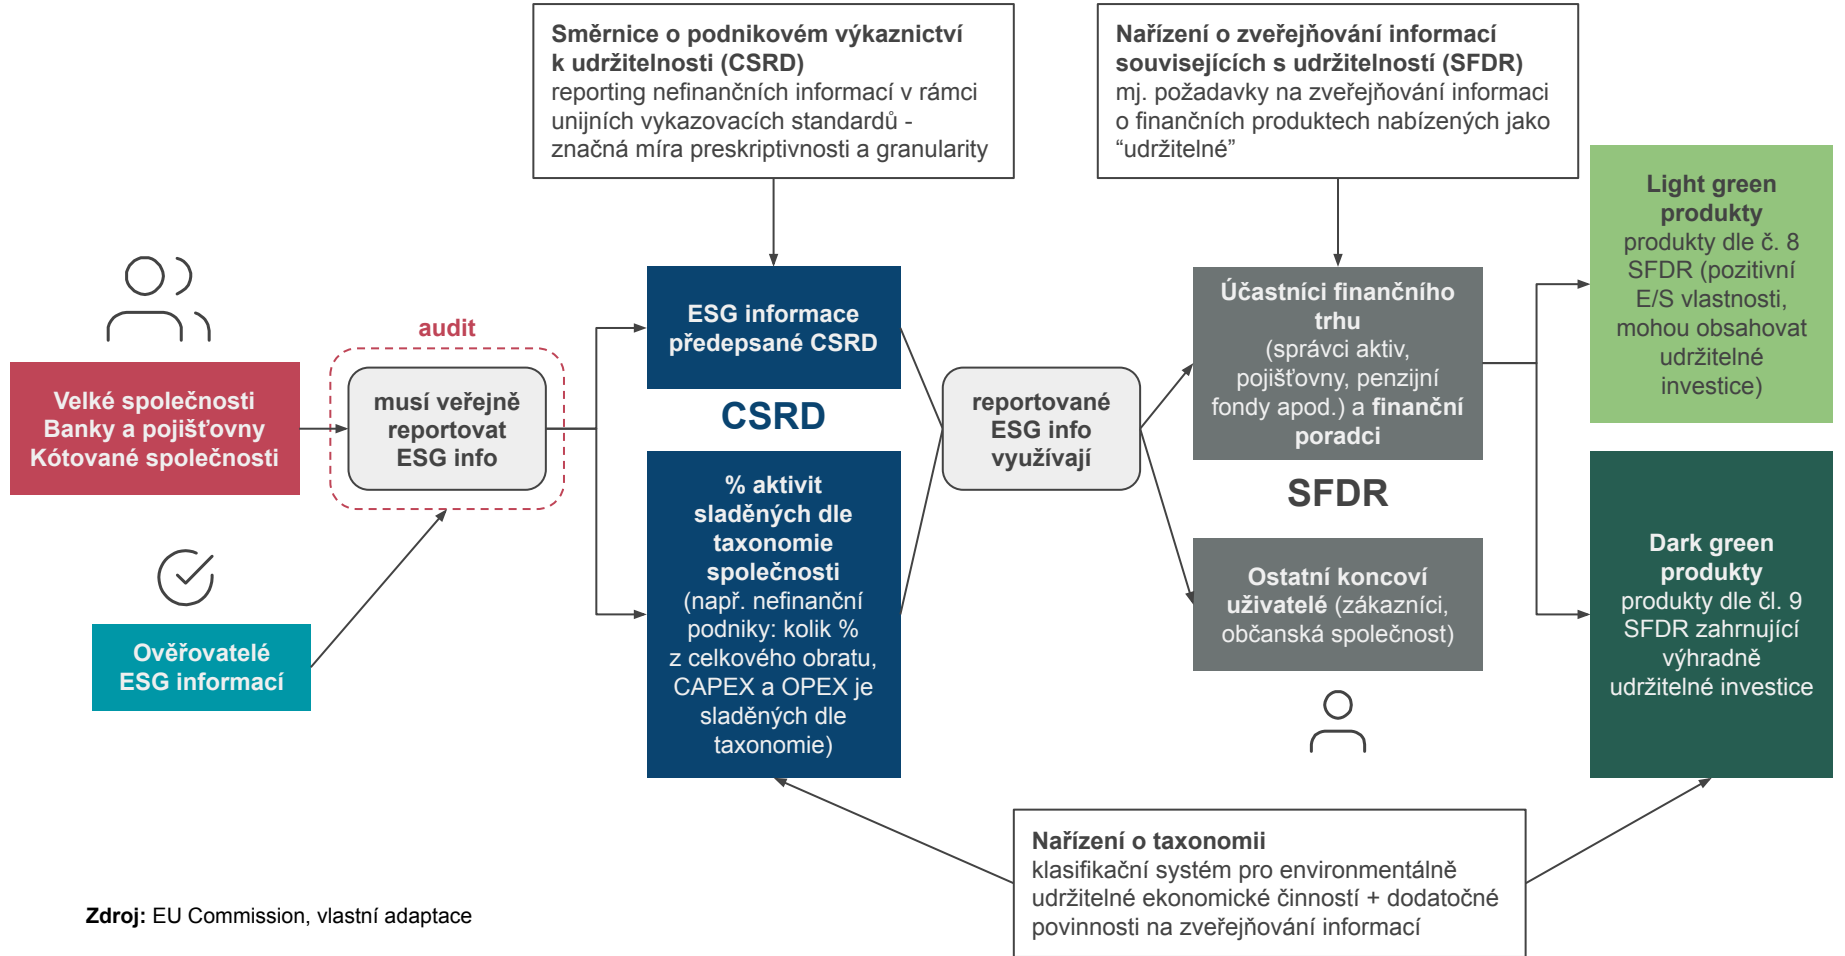 Směrnice o podnikovém výkaznictví
k udržitelnosti (CSRD)
reporting nefinančních informací v rámci
unijních vykazovacích standardů -
značná míra preskriptivnosti a granularity
Nařízení o zveřejňování informací
souvisejících s udržitelností (SFDR)
mj. požadavky na zveřejňování informaci
o finančních produktech nabízených jako
“udržitelné”
Velké společnosti
Banky a pojišťovny
Kótované společnosti
audit
musí veřejně
reportovat
ESG info
Ověřovatelé
ESG informací
ESG informace
předepsané CSRD
CSRD
% aktivit
sladěných dle
taxonomie
společnosti
(např. nefinanční
podniky: kolik %
z celkového obratu,
CAPEX a OPEX je
sladěných dle
taxonomie)
reportované
ESG info
využívají
Účastníci finančního
trhu
(správci aktiv,
pojišťovny, penzijní
fondy apod.) a finanční
poradci
SFDR
Ostatní koncoví
uživatelé (zákazníci,
občanská společnost)
Light green
produkty
produkty dle č. 8
SFDR (pozitivní
E/S vlastnosti,
mohou obsahovat
udržitelné
investice)
Dark green
produkty
produkty dle čl. 9
SFDR zahrnující
výhradně
udržitelné investice
Nařízení o taxonomii
klasifikační systém pro environmentálně
udržitelné ekonomické činností + dodatočné
povinnosti na zveřejňování informací
Zdroj: EU Commission, vlastní adaptace